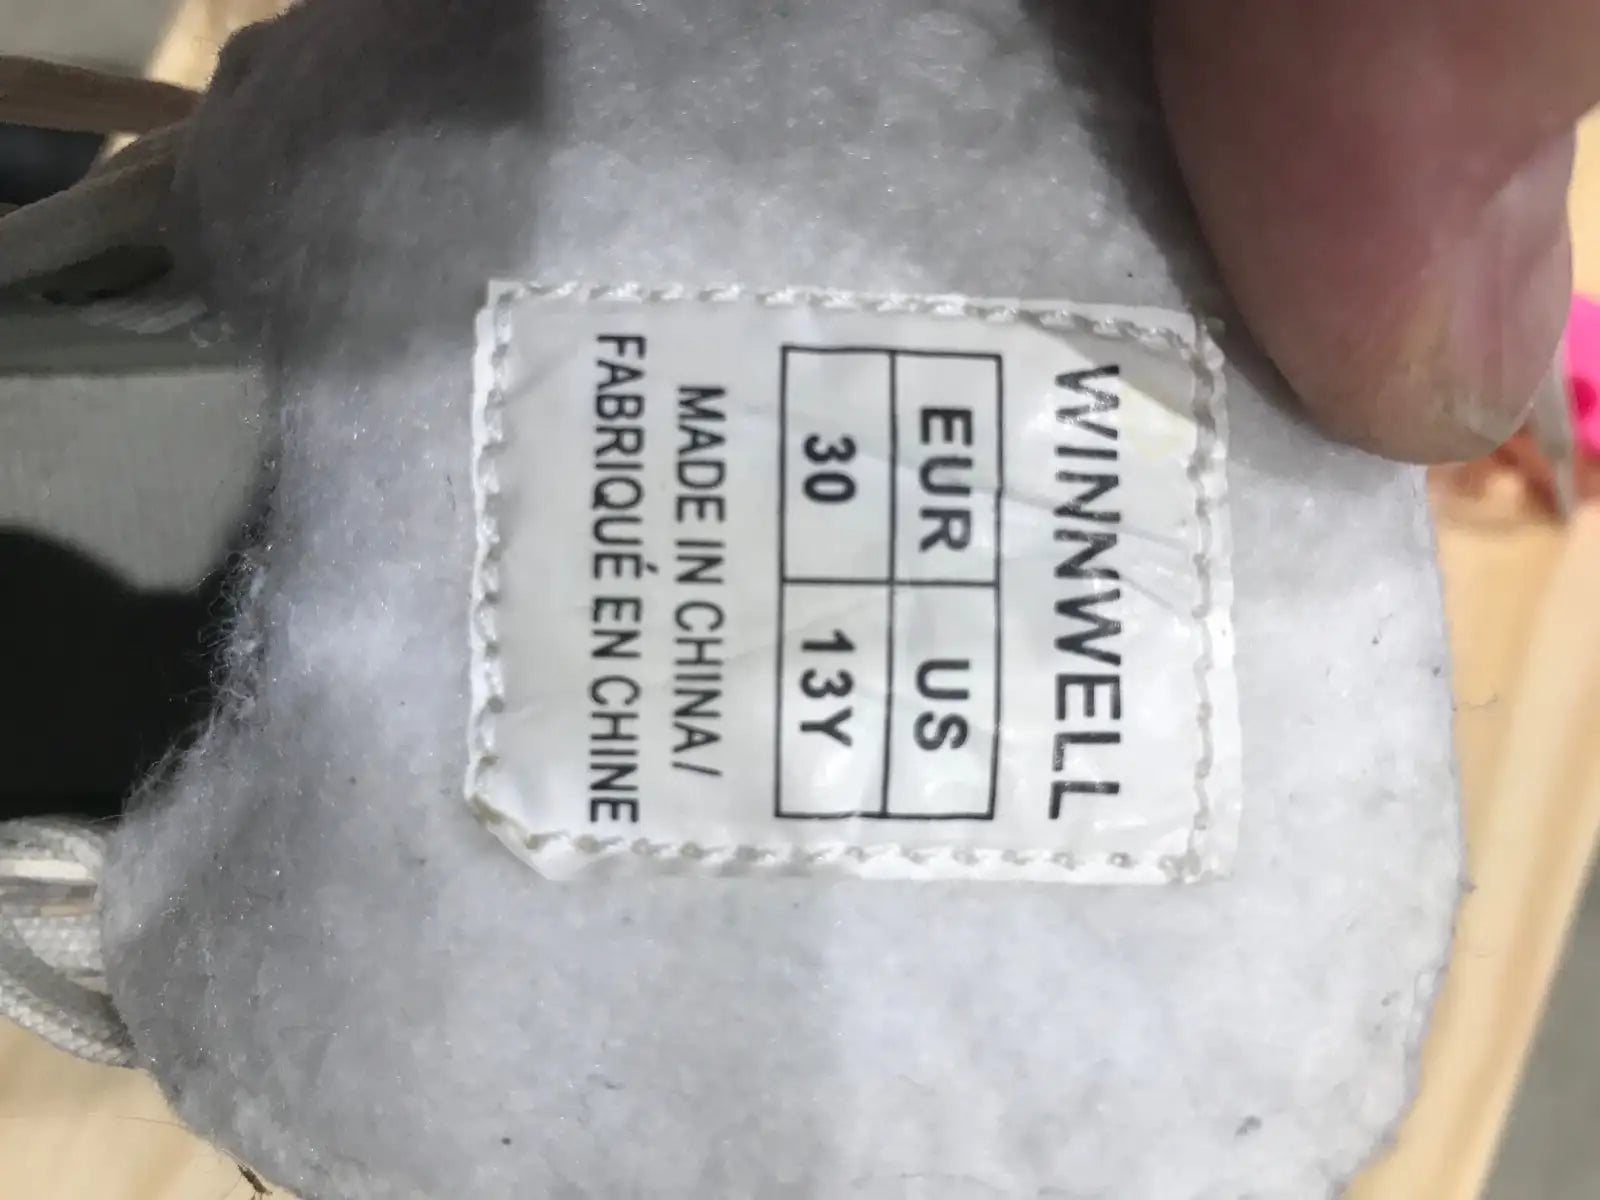 WINNWELL
EUR US
30 13Y
MADE IN CHINA /
FABRIQUÉ EN CHINE